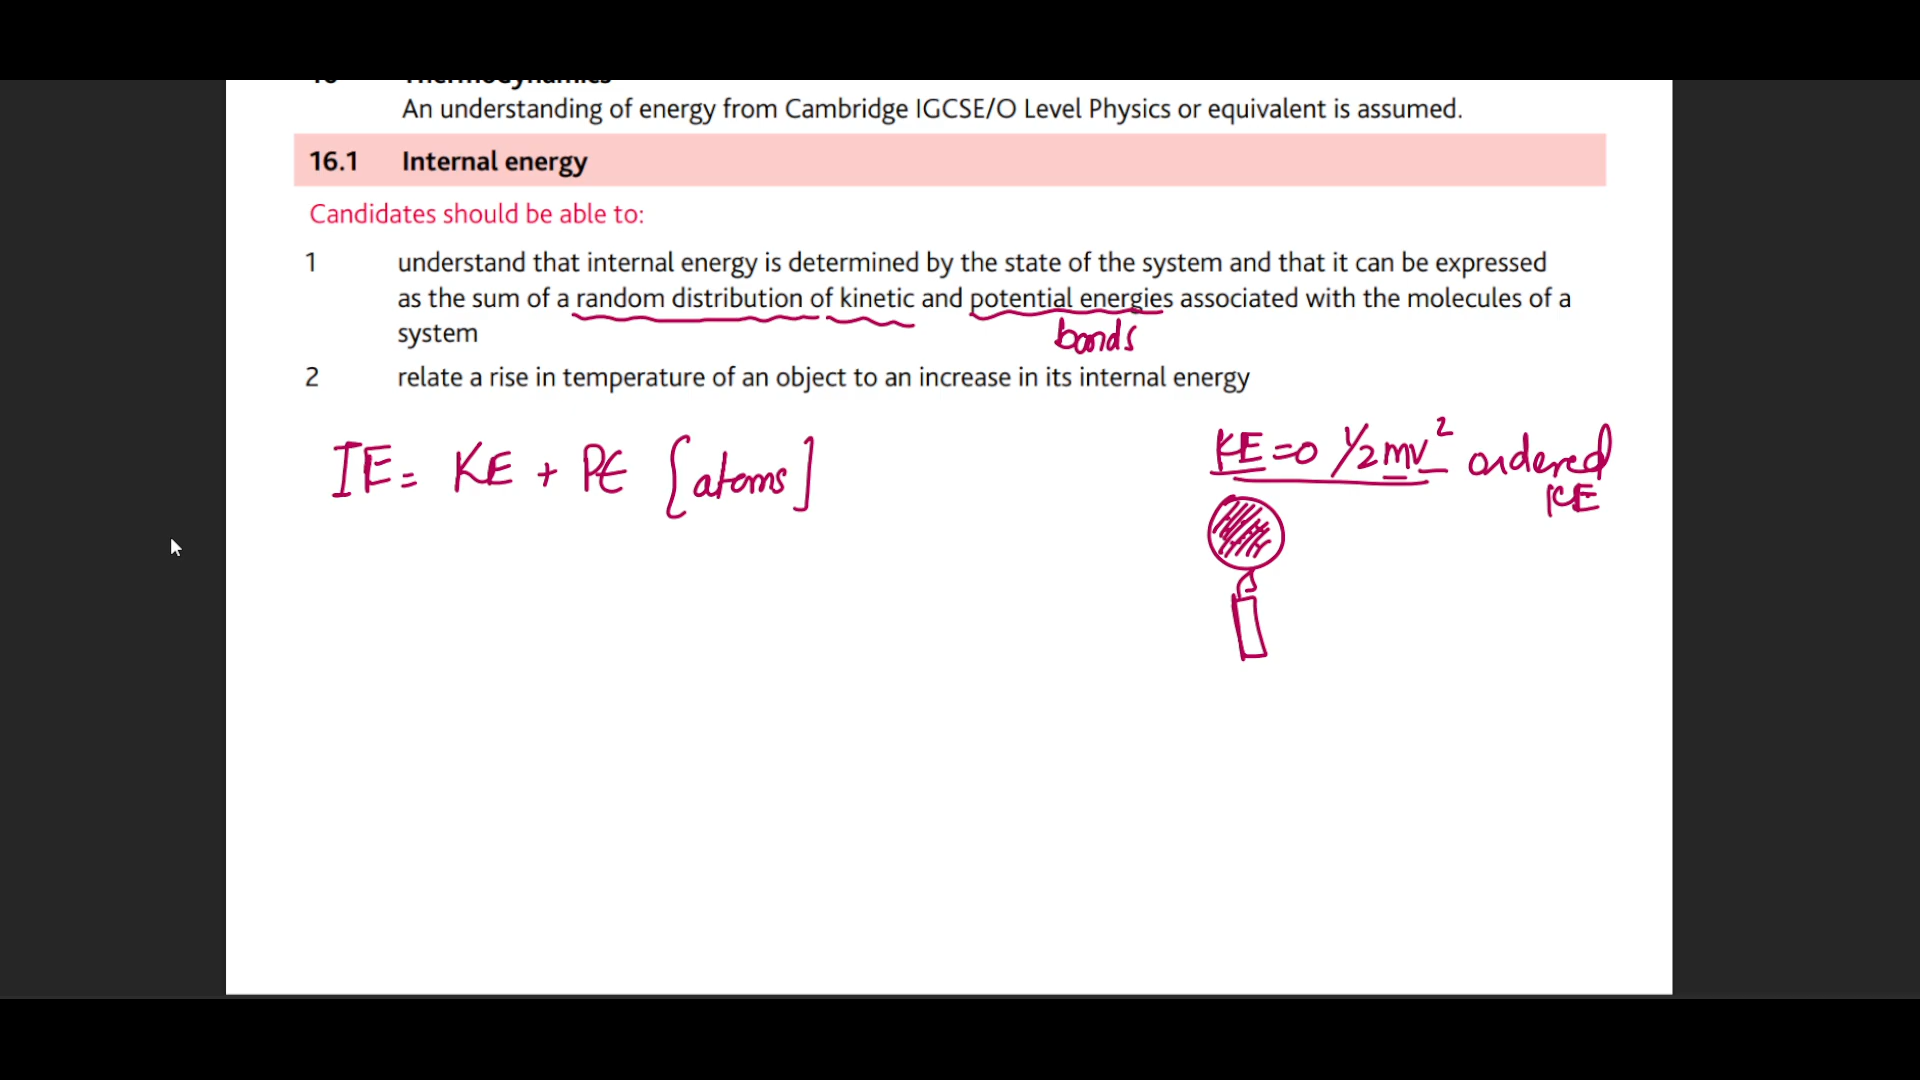 An understanding of energy from Cambridge IGCSE/O Level Physics or equivalent is assumed.
16.1 Internal energy
Candidates should be able to:
1 understand that internal energy is determined by the state of the system and that it can be expressed
as the sum of a random distribution of kinetic and potential energies associated with the molecules of a
system
bonds
2 relate a rise in temperature of an object to an increase in its internal energy
IE = KE + PE [atoms]
KE=0 1/2mv² ordered
KE